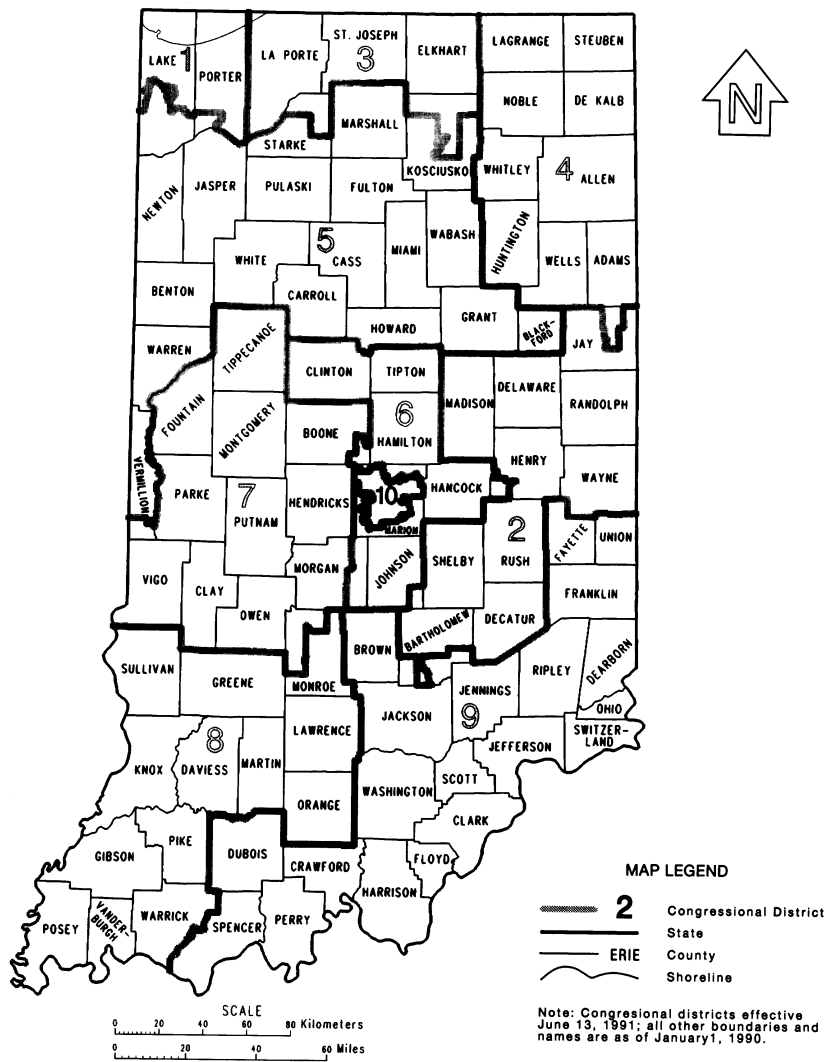 LAKE 1
PORTER
LA PORTE
ST. JOSEPH
3
ELKHART
LAGRANGE
STEUBEN
N
NOBLE
DE KALB
MARSHALL
STARKE
KOSCIUSKO
WHITLEY
4 ALLEN
NEWTON
JASPER
PULASKI
FULTON
WABASH
HUNTINGTON
WELLS
ADAMS
WHITE
5
CASS
MIAMI
BENTON
CARROLL
GRANT
BLACK-
FORD
JAY
HOWARD
WARREN
TIPPECANOE
CLINTON
TIPTON
MADISON
DELAWARE
RANDOLPH
FOUNTAIN
MONTGOMERY
BOONE
6
HAMILTON
HENRY
WAYNE
VERMILLION
PARKE
7
PUTNAM
HENDRICKS
10
MARION
HANCOCK
2
RUSH
FAYETTE
UNION
VIGO
CLAY
MORGAN
JOHNSON
SHELBY
FRANKLIN
OWEN
BARTHOLOMEW
DECATUR
SULLIVAN
GREENE
MONROE
BROWN
RIPLEY
DEARBORN
JENNINGS
9
OHIO
SWITZER-
LAND
LAWRENCE
JACKSON
JEFFERSON
KNOX
8
DAVIESS
MARTIN
ORANGE
WASHINGTON
SCOTT
CLARK
GIBSON
PIKE
DUBOIS
CRAWFORD
FLOYD
HARRISON
POSEY
VANDER-
BURGH
WARRICK
SPENCER
PERRY
MAP LEGEND
2 Congressional District
State
ERIE County
Shoreline
SCALE
0 20 40 60 80 Kilometers
0 20 40 60 Miles
Note: Congresional districts effective
June 13, 1991; all other boundaries and
names are as of January1, 1990.